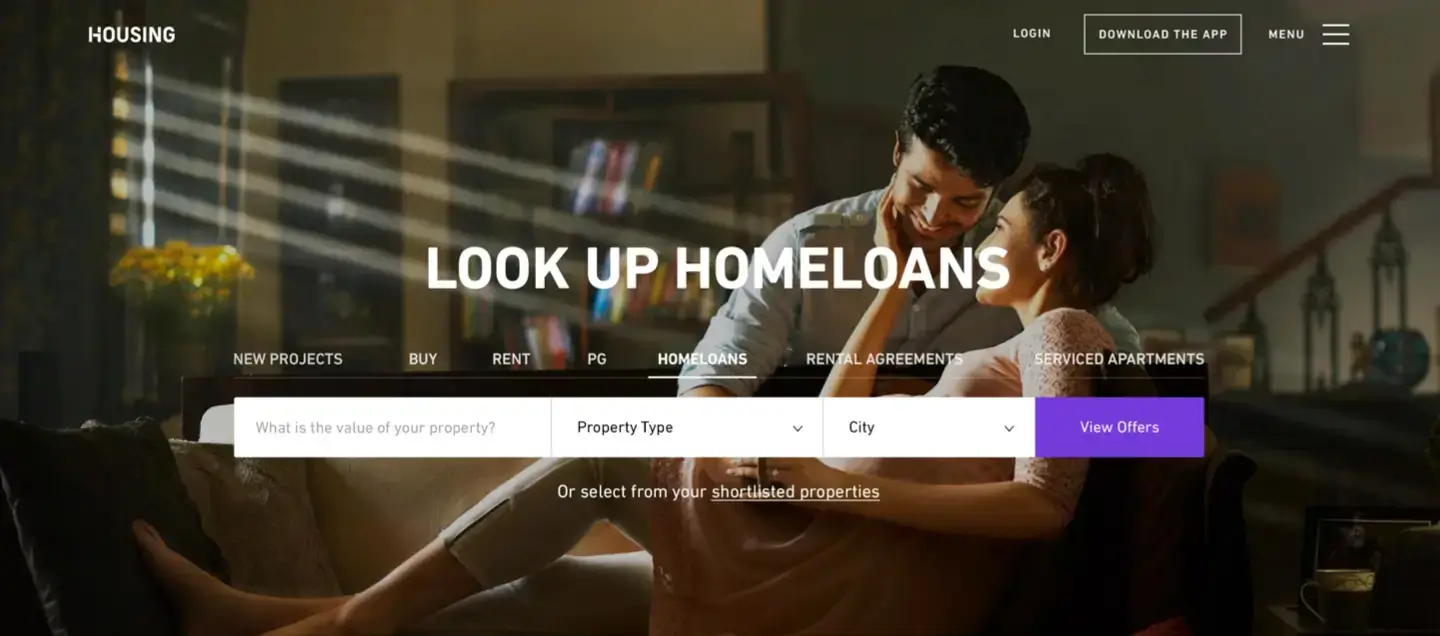 HOUSING
LOGIN
DOWNLOAD THE APP
MENU
LOOK UP HOMELOANS
NEW PROJECTS
BUY
RENT
PG
HOMELOANS
RENTAL AGREEMENTS
SERVICED APARTMENTS
What is the value of your property?
Property Type
City
View Offers
Or select from your shortlisted properties